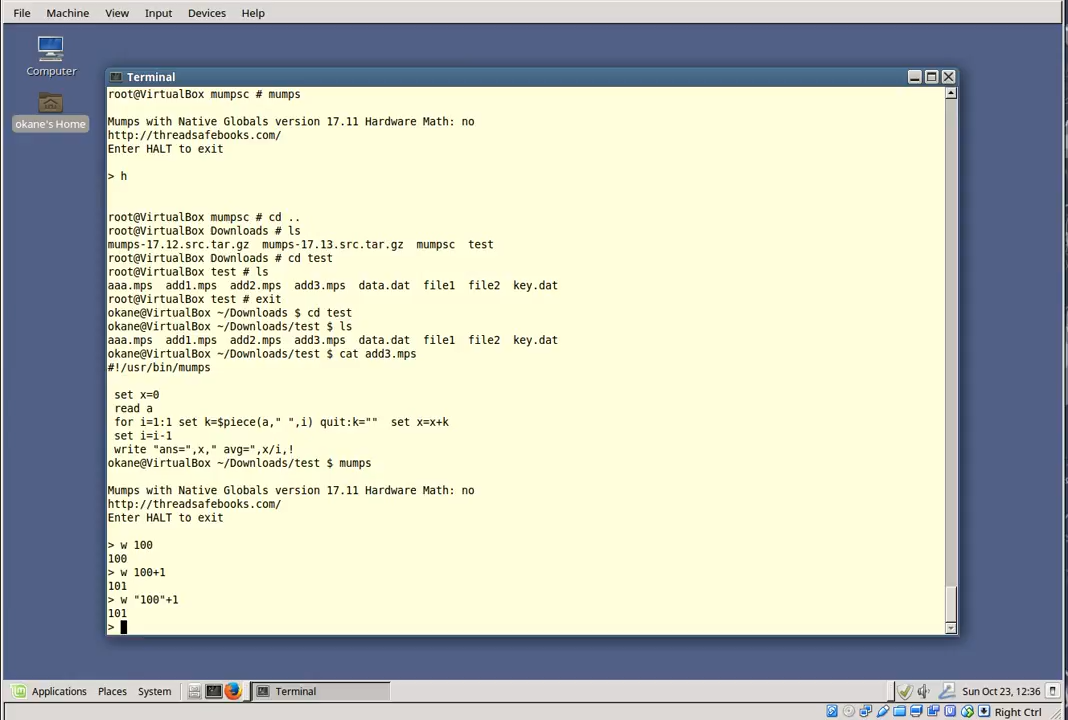 File Machine View Input Devices Help
Computer
okane's Home
Terminal
root@VirtualBox mumpsc # mumps
Mumps with Native Globals version 17.11 Hardware Math: no
http://threadsafebooks.com/
Enter HALT to exit
> h
root@VirtualBox mumpsc # cd ..
root@VirtualBox Downloads # ls
mumps-17.12.src.tar.gz  mumps-17.13.src.tar.gz  mumpsc  test
root@VirtualBox Downloads # cd test
root@VirtualBox test # ls
aaa.mps  add1.mps  add2.mps  add3.mps  data.dat  file1  file2  key.dat
root@VirtualBox test # exit
okane@VirtualBox ~/Downloads $ cd test
okane@VirtualBox ~/Downloads/test $ ls
aaa.mps  add1.mps  add2.mps  add3.mps  data.dat  file1  file2  key.dat
okane@VirtualBox ~/Downloads/test $ cat add3.mps
#!/usr/bin/mumps
 set x=0
 read a
 for i=1:1 set k=$piece(a," ",i) quit:k=""  set x=x+k
 set i=i-1
 write "ans=",x," avg=",x/i,!
okane@VirtualBox ~/Downloads/test $ mumps
Mumps with Native Globals version 17.11 Hardware Math: no
http://threadsafebooks.com/
Enter HALT to exit
> w 100
100
> w 100+1
101
> w "100"+1
101
>
Applications Places System Terminal Sun Oct 23, 12:36
Right Ctrl